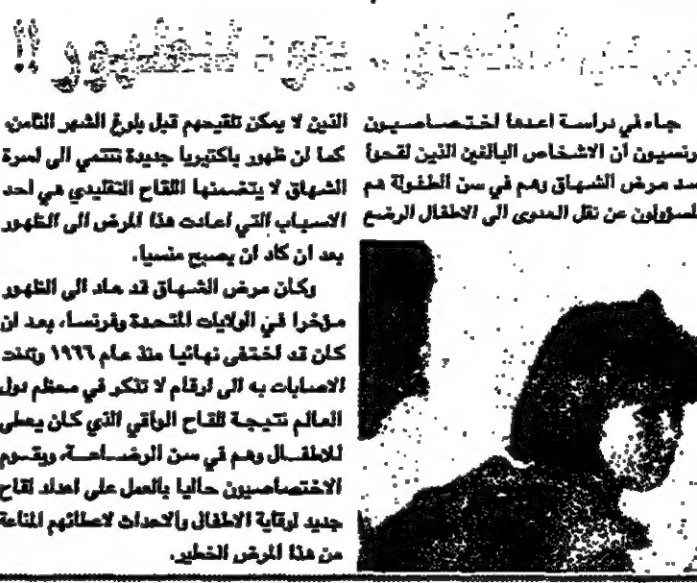 جاء في دراسة اعدها اختصاصيون
رنسيون أن الاشخاص البالغين الذين لقحوا
ضد مرض الشهاق وهم في سن الطفولة هم
لسؤولون عن نقل العدوى الى الاطفال الرضع
الذين لا يمكن تلقيحهم قبل بلوغ الشهر الثامن،
كما ان ظهور باكتيريا جديدة تنتمي الى اسرة
الشهاق لا يتضمنها اللقاح التقليدي هي احد
الاسباب التي اعادت هذا المرض الى الظهور
بعد ان كاد ان يصبح منسيا.
وكان مرض الشهاق قد عاد الى الظهور
مؤخرا في الولايات المتحدة وفرنسا، بعد ان
كان قد اختفى نهائيا منذ عام ١٩٦٦ وتدنت
الاصابات به الى ارقام لا تذكر في معظم دول
العالم نتيجة للقاح الواقي الذي كان يعطى
للاطفال وهم في سن الرضاعة، ويقوم
الاختصاصيون حاليا بالعمل على اعداد لقاح
جديد لوقاية الاطفال والاحداث لاعطائهم المناعة
من هذا المرض الخطير.